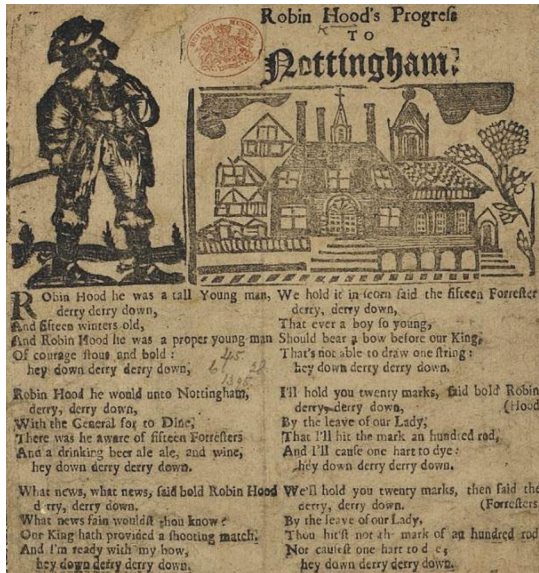 Robin Hood's Progress
TO
Nottingham.
RObin Hood he was a tall Young man,
derry derry down,
And fifteen winters old,
And Robin Hood he was a proper young man
Of courage stout and bold:
hey down derry derry down,
Robin Hood he would unto Nottingham,
derry, derry down,
With the General for to Dine,
There was he aware of fifteen Forresters
And a drinking beer ale ale, and wine,
hey down derry derry down.
What news, what news, said bold Robin Hood
derry, derry down.
What news fain wouldst thou know?
Our King hath provided a shooting match,
And I'm ready with my bow,
hey down derry derry down.
We hold it in scorn said the fifteen Forrester
derry, derry down,
That ever a boy so young,
Should bear a bow before our King,
That's not able to draw one string:
hey down derry derry down.
I'll hold you twenty marks, said bold Robin
derry, derry down, (Hood
By the leave of our Lady,
That I'll hit the mark an hundred rod,
And I'll cause one hart to dye:
hey down derry derry down.
We'll hold you twenty marks, then said the
derry, derry down. (Forresters
By the leave of our Lady,
Thou hit'st not the mark of an hundred rod
Nor causest one hart to
hey down derry derry down.